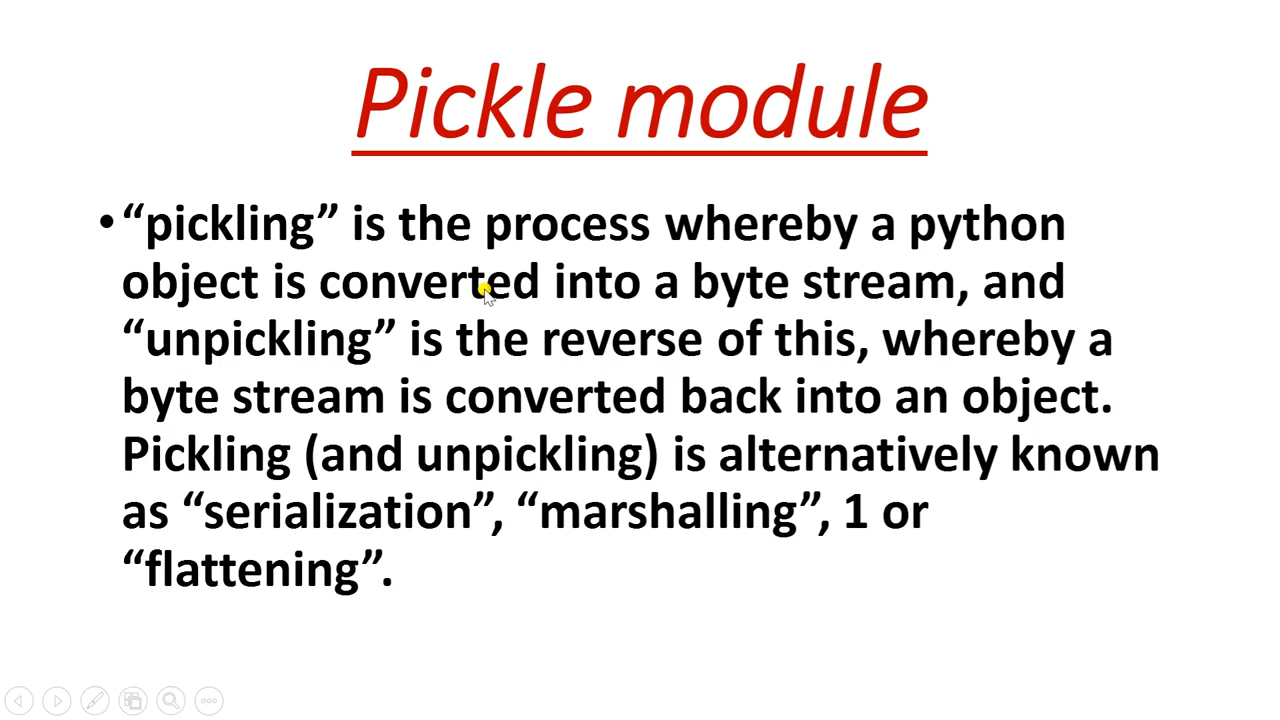 Pickle module
• “pickling” is the process whereby a python
object is converted into a byte stream, and
“unpickling” is the reverse of this, whereby a
byte stream is converted back into an object.
Pickling (and unpickling) is alternatively known
as “serialization”, “marshalling”, 1 or
“flattening”.